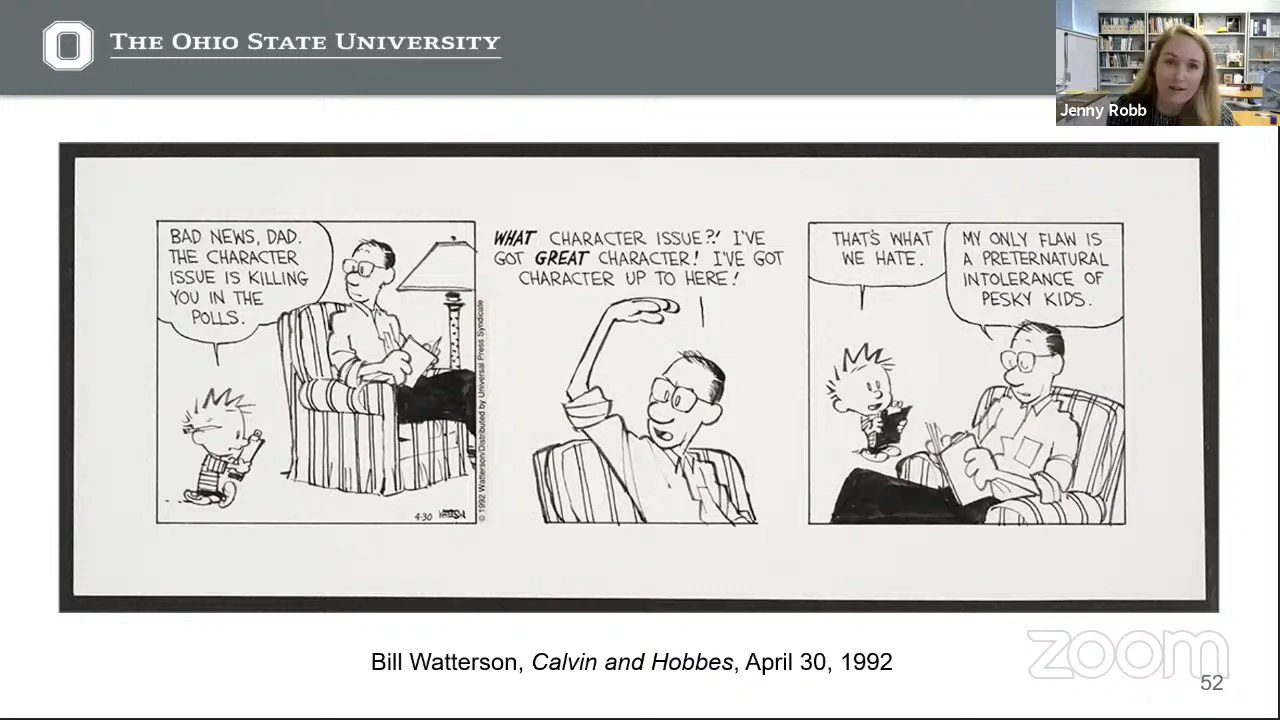 THE OHIO STATE UNIVERSITY
Jenny Robb
BAD NEWS, DAD.
THE CHARACTER
ISSUE IS KILLING
YOU IN THE
POLLS.
4-30 WATTERSON
© 1992 Watterson/Distributed by Universal Press Syndicate
WHAT CHARACTER ISSUE?! I'VE
GOT GREAT CHARACTER! I'VE GOT
CHARACTER UP TO HERE!
THAT'S WHAT
WE HATE.
MY ONLY FLAW IS
A PRETERNATURAL
INTOLERANCE OF
PESKY KIDS.
Bill Watterson, Calvin and Hobbes, April 30, 1992
zoom
52